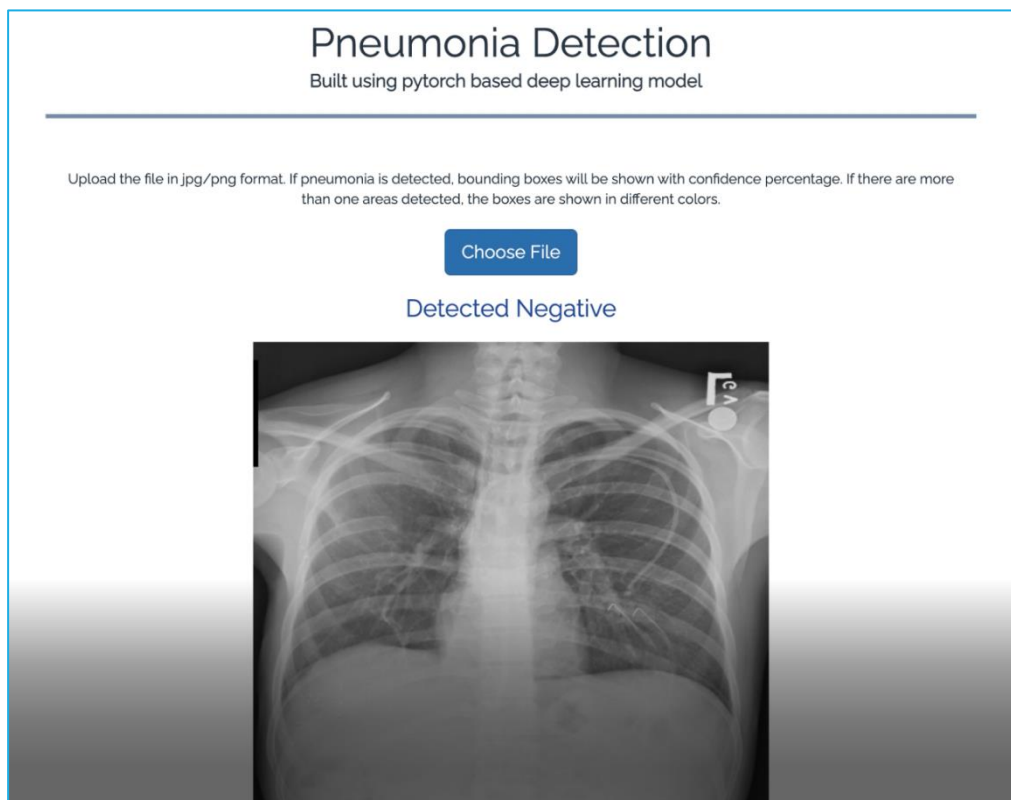 Pneumonia Detection
Built using pytorch based deep learning model
Upload the file in jpg/png format. If pneumonia is detected, bounding boxes will be shown with confidence percentage. If there are more
than one areas detected, the boxes are shown in different colors.
Choose File
Detected Negative
L